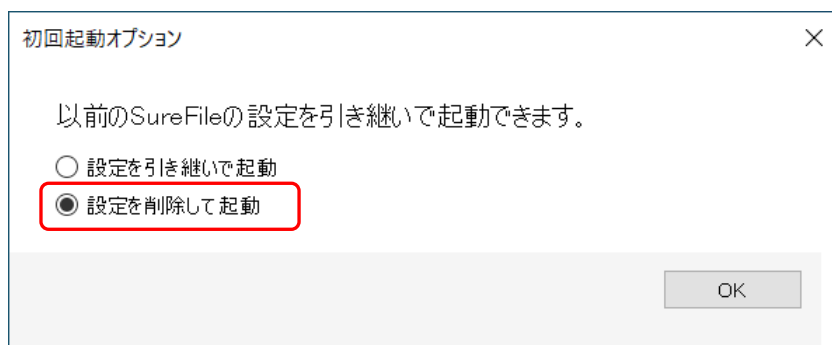 初回起動オプション
以前のSureFileの設定を引き継いで起動できます。
設定を引き継いで起動
設定を削除して起動
OK